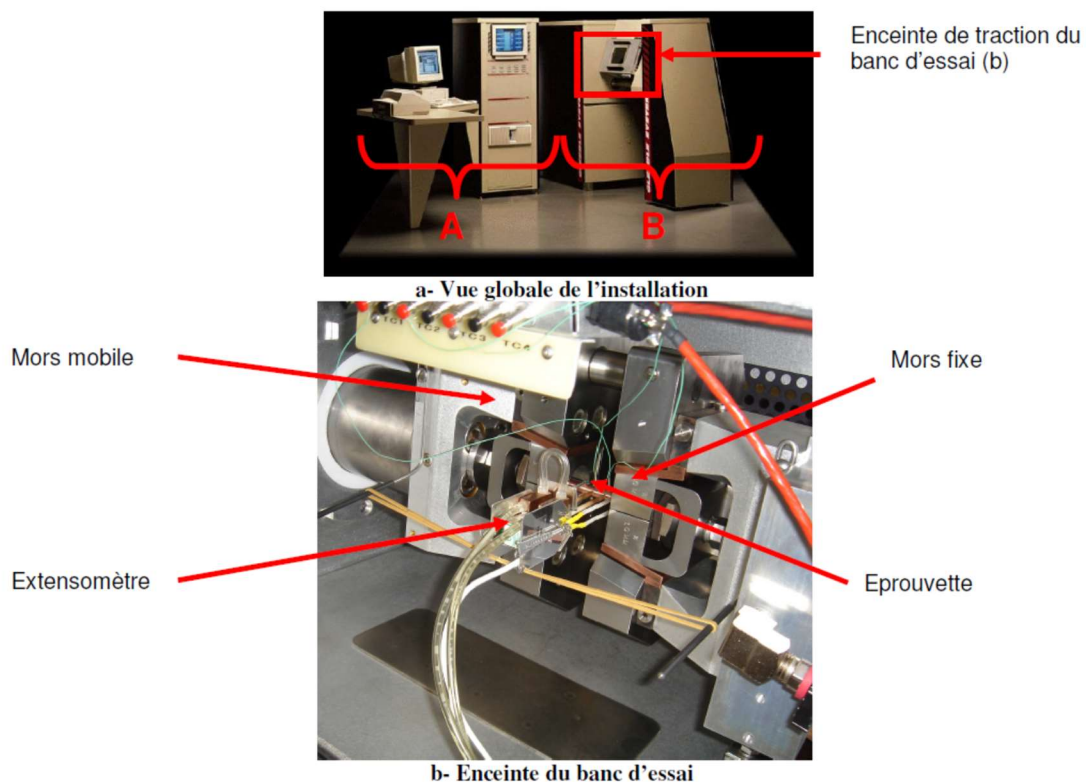 Enceinte de traction du
banc d'essai (b)
A
B
a- Vue globale de l'installation
TC1 TC2 TC3 TC4
Mors mobile
Mors fixe
Extensomètre
Eprouvette
b- Enceinte du banc d'essai